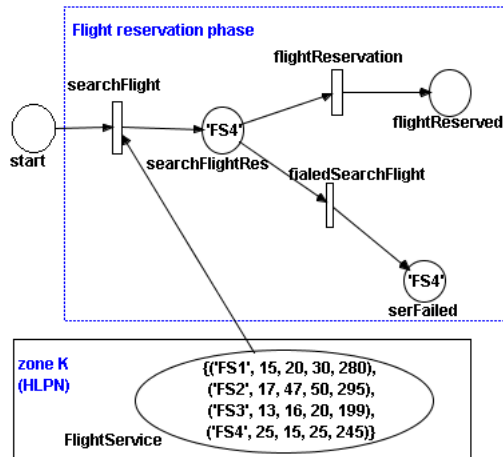 Flight reservation phase
searchFlight
flightReservation
start
'FS4'
searchFlightRes
flightReserved
fialedSearchFlight
'FS4'
serFailed
zone K
(HLPN)
{('FS1', 15, 20, 30, 280),
('FS2', 17, 47, 50, 295),
('FS3', 13, 16, 20, 199),
('FS4', 25, 15, 25, 245)}
FlightService